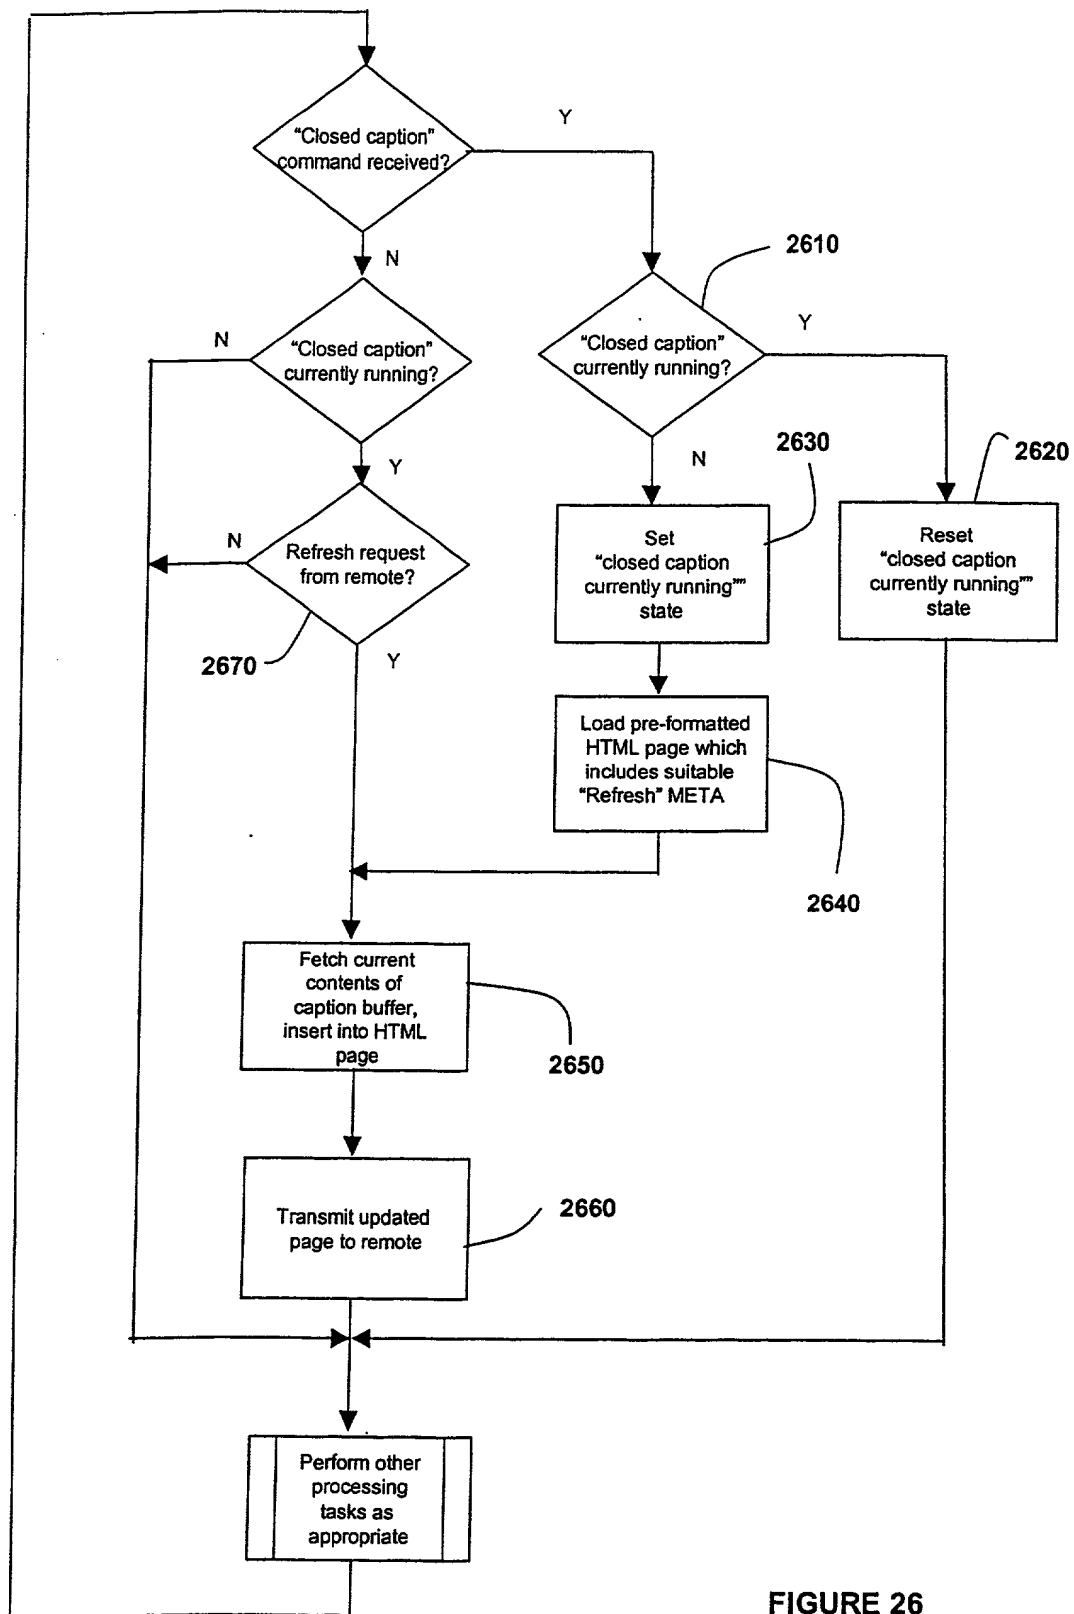 "Closed caption"
command received?
Y
N
2610
"Closed caption"
currently running?
N
"Closed caption"
currently running?
Y
Y
N
2630
2620
Refresh request
from remote?
N
2670
Y
Set
"closed caption
currently running""
state
Reset
"closed caption
currently running""
state
Load pre-formatted
HTML page which
includes suitable
"Refresh" META
2640
Fetch current
contents of
caption buffer,
insert into HTML
page
2650
Transmit updated
page to remote
2660
Perform other
processing
tasks as
appropriate
FIGURE 26